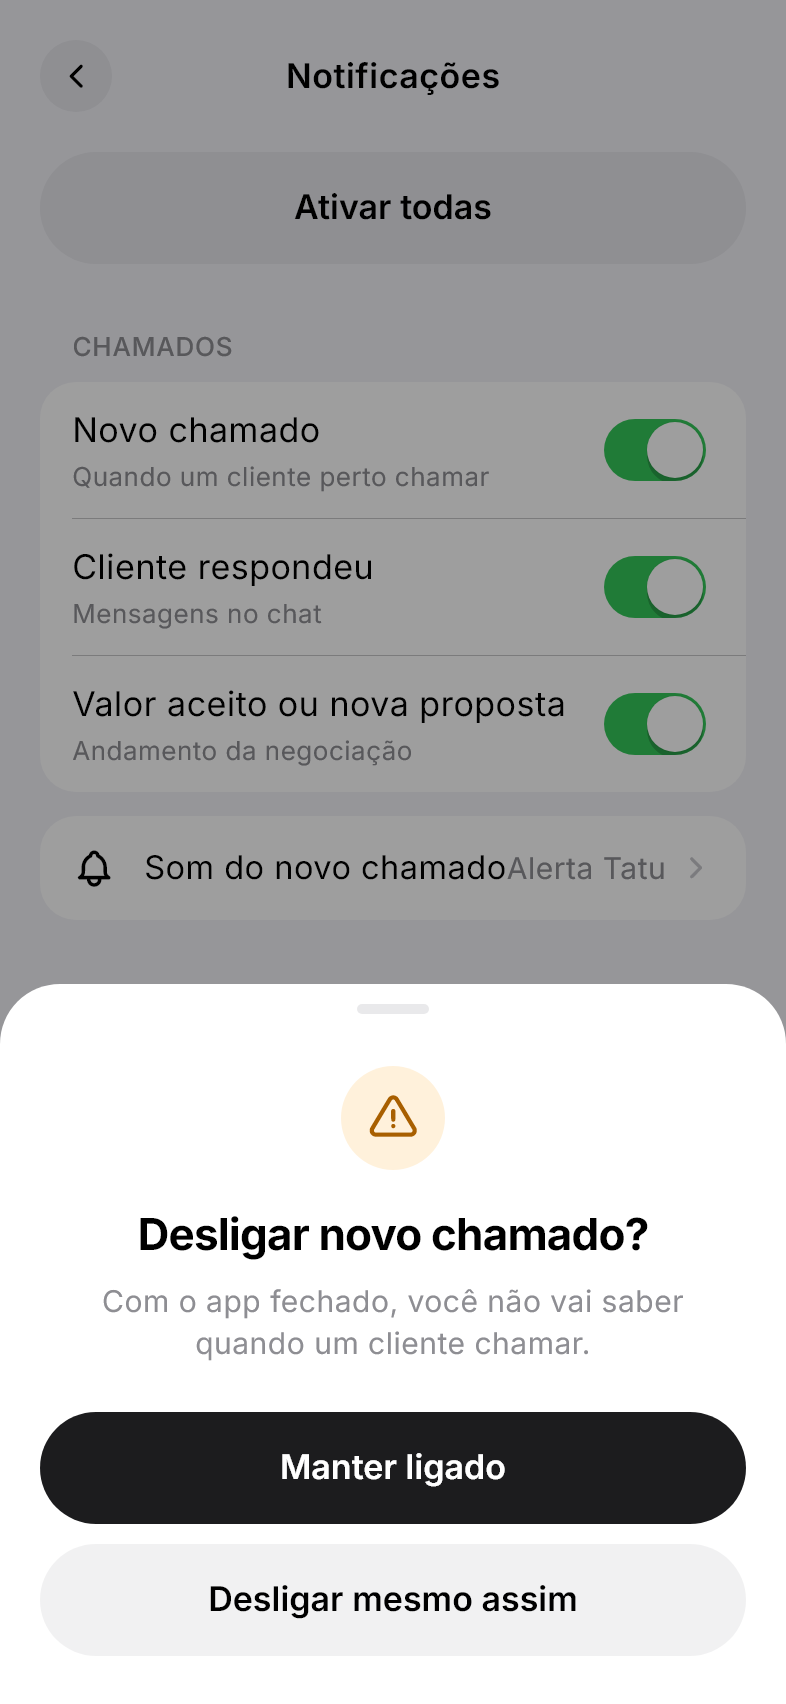 Notificações
Ativar todas
CHAMADOS
Novo chamado
Quando um cliente perto chamar
Cliente respondeu
Mensagens no chat
Valor aceito ou nova proposta
Andamento da negociação
Som do novo chamado Alerta Tatu
Desligar novo chamado?
Com o app fechado, você não vai saber
quando um cliente chamar.
Manter ligado
Desligar mesmo assim